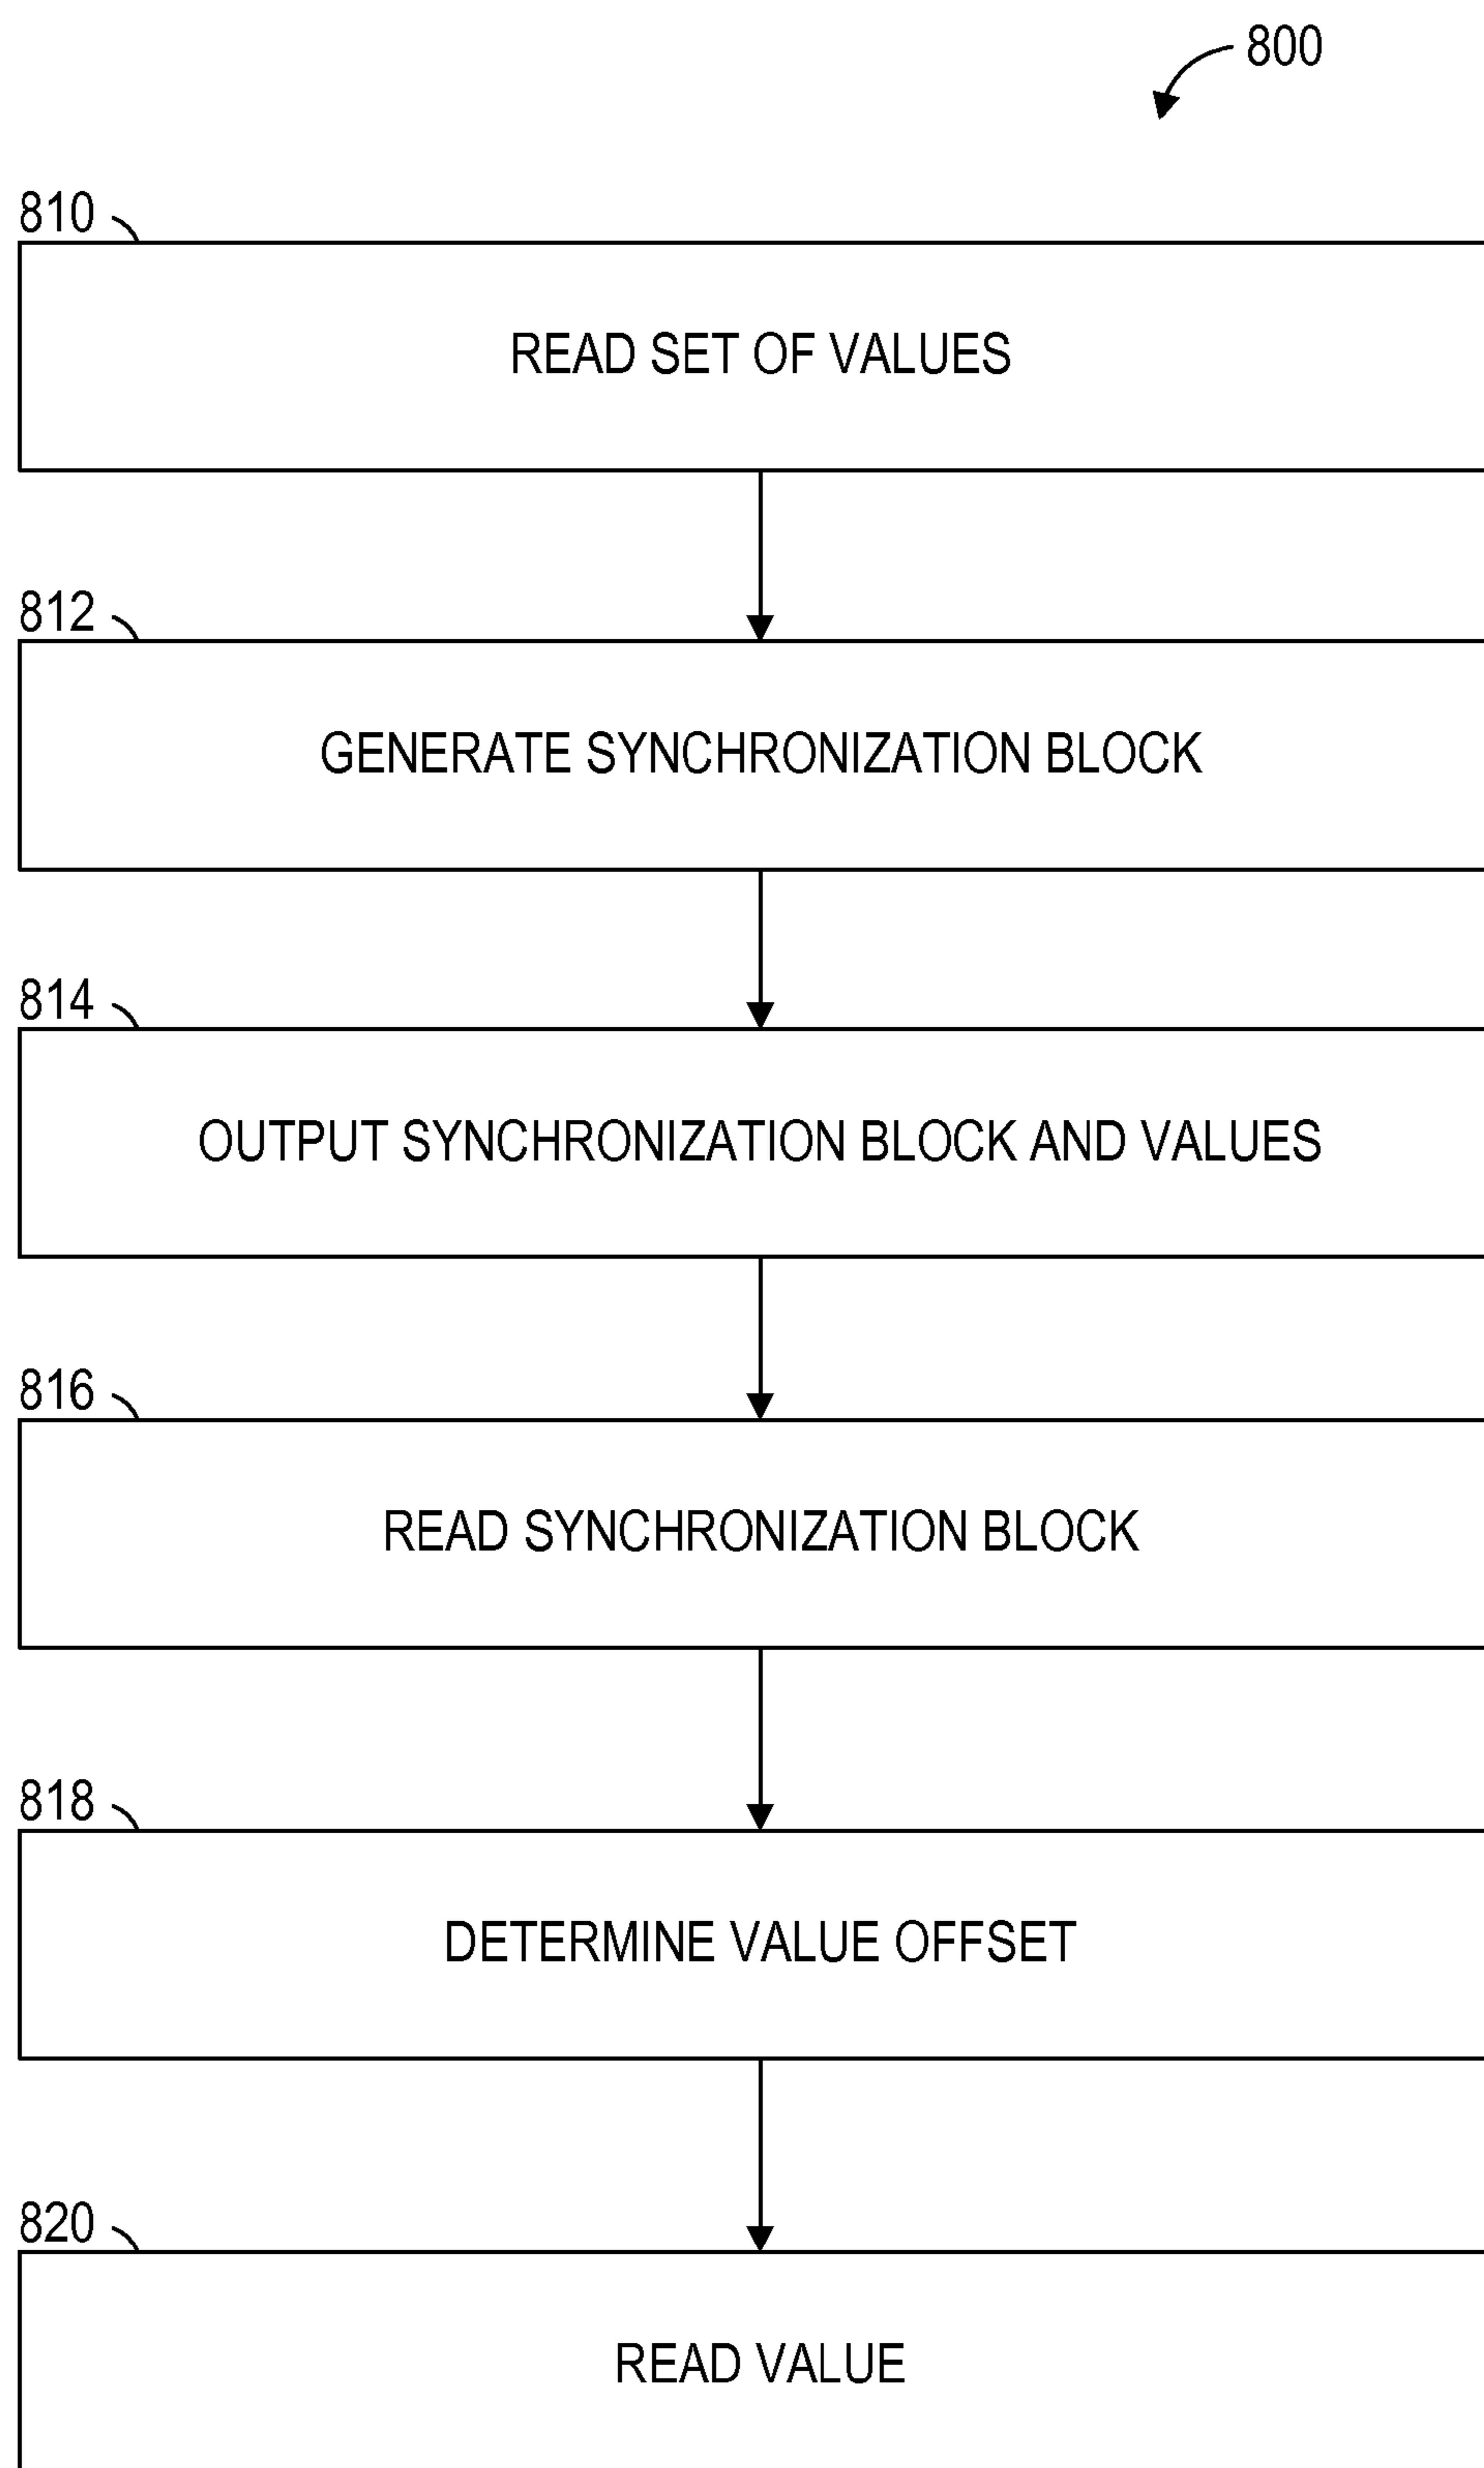 800
810
READ SET OF VALUES
812
GENERATE SYNCHRONIZATION BLOCK
814
OUTPUT SYNCHRONIZATION BLOCK AND VALUES
816
READ SYNCHRONIZATION BLOCK
818
DETERMINE VALUE OFFSET
820
READ VALUE